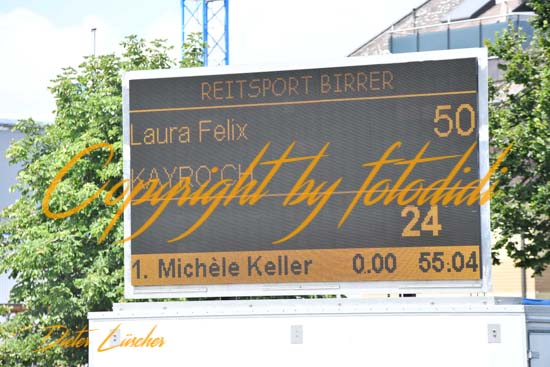 REITSPORT BIRRER
Laura Felix 50
KAYRO CH
Copyright by fotodidi
24
1. Michèle Keller 0.00 55.04
Dieter Lüscher